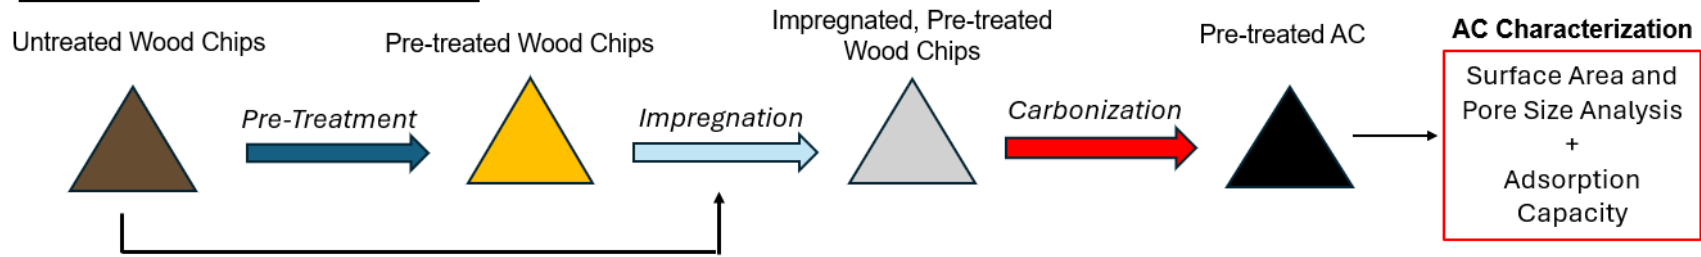 Untreated Wood Chips
Pre-Treatment
Pre-treated Wood Chips
Impregnation
Impregnated, Pre-treated
Wood Chips
Carbonization
Pre-treated AC
AC Characterization
Surface Area and
Pore Size Analysis
+
Adsorption
Capacity